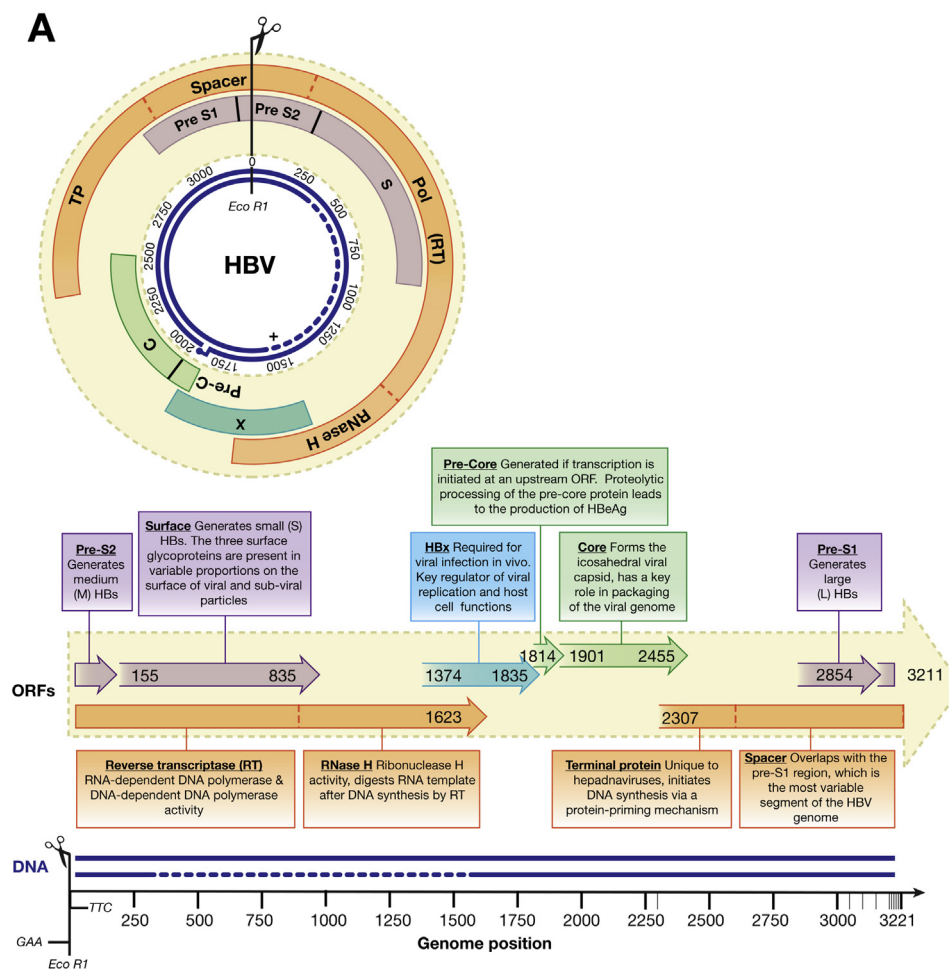 A
Spacer
Pre S1
Pre S2
TP
S
Pol
(RT)
0
250
500
750
1000
1250
1500
1750
2000
2250
2500
2750
3000
Eco R1
HBV
+
C
Pre-C
X
RNase H
Pre-Core Generated if transcription is
initiated at an upstream ORF. Proteolytic
processing of the pre-core protein leads
to the production of HBeAg
Pre-S2
Generates
medium
(M) HBs
Surface Generates small (S)
HBs. The three surface
glycoproteins are present in
variable proportions on the
surface of viral and sub-viral
particles
HBx Required for
viral infection in vivo.
Key regulator of viral
replication and host
cell functions
Core Forms the
icosahedral viral
capsid, has a key
role in packaging
of the viral genome
Pre-S1
Generates
large
(L) HBs
ORFs
155
835
1374
1835
1814
1901
2455
2854
3211
1623
2307
Reverse transcriptase (RT)
RNA-dependent DNA polymerase &
DNA-dependent DNA polymerase
activity
RNase H Ribonuclease H
activity, digests RNA template
after DNA synthesis by RT
Terminal protein Unique to
hepadnaviruses, initiates
DNA synthesis via a
protein-priming mechanism
Spacer Overlaps with the
pre-S1 region, which is
the most variable
segment of the HBV
genome
DNA
TTC
GAA
Eco R1
250 500 750 1000 1250 1500 1750 2000 2250 2500 2750 3000 3221
Genome position